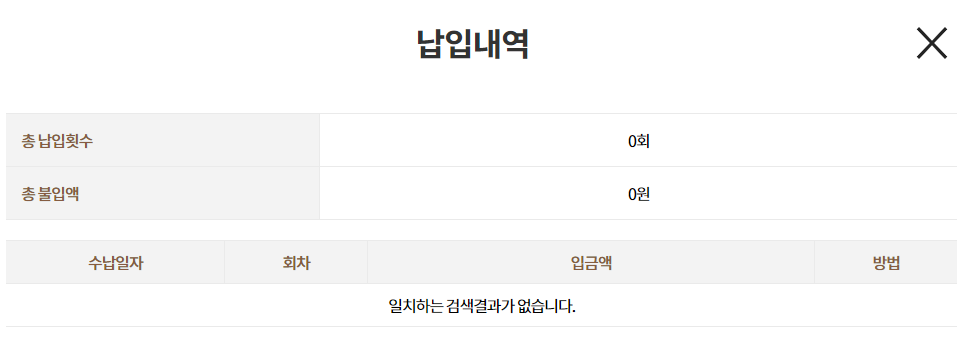 납입내역
총 납입횟수 0회
총 불입액 0원
수납일자 회차 입금액 방법
일치하는 검색결과가 없습니다.